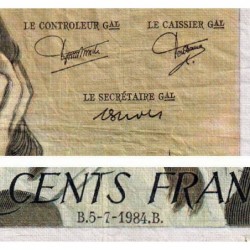 LE CONTROLEUR GAL LE CAISSIER GAL
LE SECRÉTAIRE GAL
CENTS FRAN
B.5-7-1984.B.